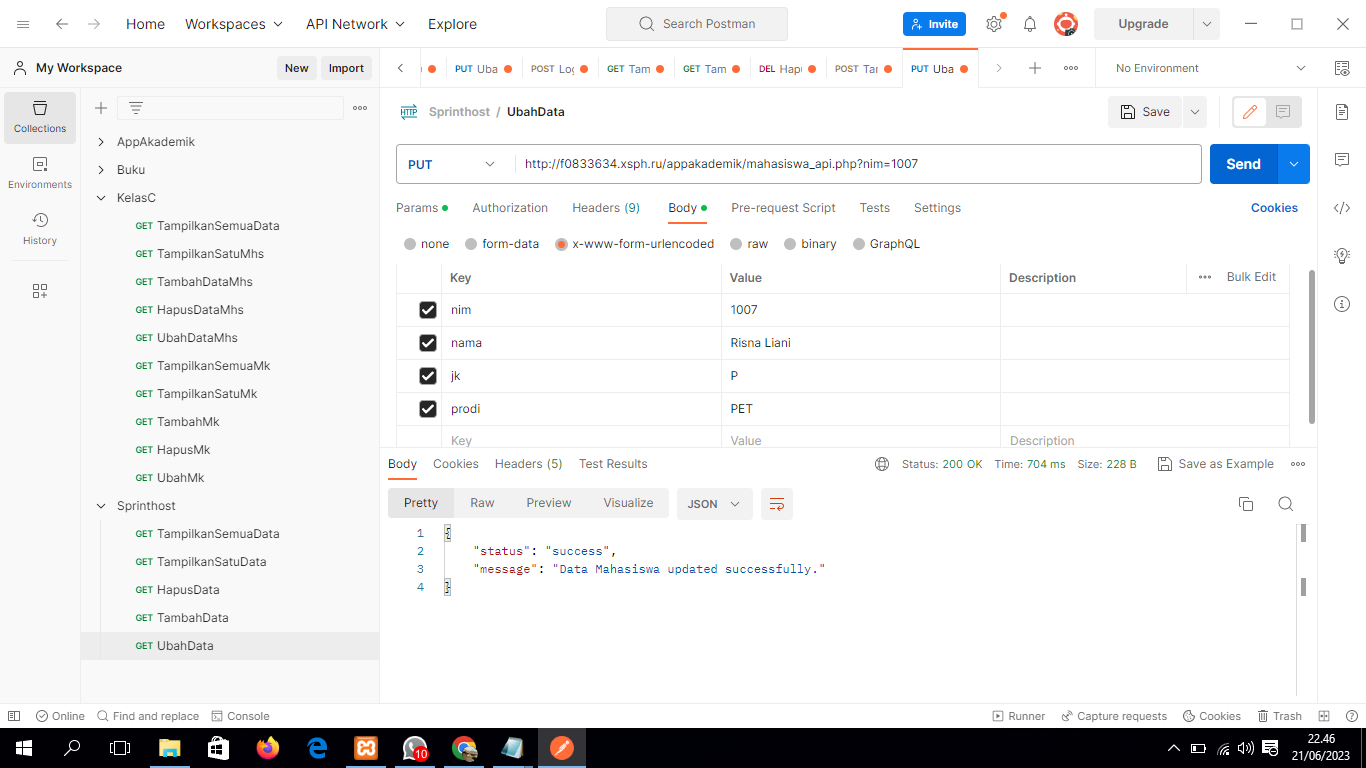 Home Workspaces API Network Explore Search Postman Invite Upgrade
My Workspace New Import PUT Uba POST Log GET Tam GET Tam DEL Hapu POST Tar PUT Uba No Environment
Collections
Environments
History
AppAkademik
Buku
KelasC
GET TampilkanSemuaData
GET TampilkanSatuMhs
GET TambahDataMhs
GET HapusDataMhs
GET UbahDataMhs
GET TampilkanSemuaMk
GET TampilkanSatuMk
GET TambahMk
GET HapusMk
GET UbahMk
Sprinthost
GET TampilkanSemuaData
GET TampilkanSatuData
GET HapusData
GET TambahData
GET UbahData
HTTP Sprinthost / UbahData Save
PUT http://f0833634.xsph.ru/appakademik/mahasiswa_api.php?nim=1007 Send
Params Authorization Headers (9) Body Pre-request Script Tests Settings Cookies
none form-data x-www-form-urlencoded raw binary GraphQL
Key Value Description Bulk Edit
nim 1007
nama Risna Liani
jk P
prodi PET
Key Value Description
Body Cookies Headers (5) Test Results Status: 200 OK Time: 704 ms Size: 228 B Save as Example
Pretty Raw Preview Visualize JSON
1 {
2 "status": "success",
3 "message": "Data Mahasiswa updated successfully."
4 }
Online Find and replace Console Runner Capture requests Cookies Trash
10
22.46
21/06/2023